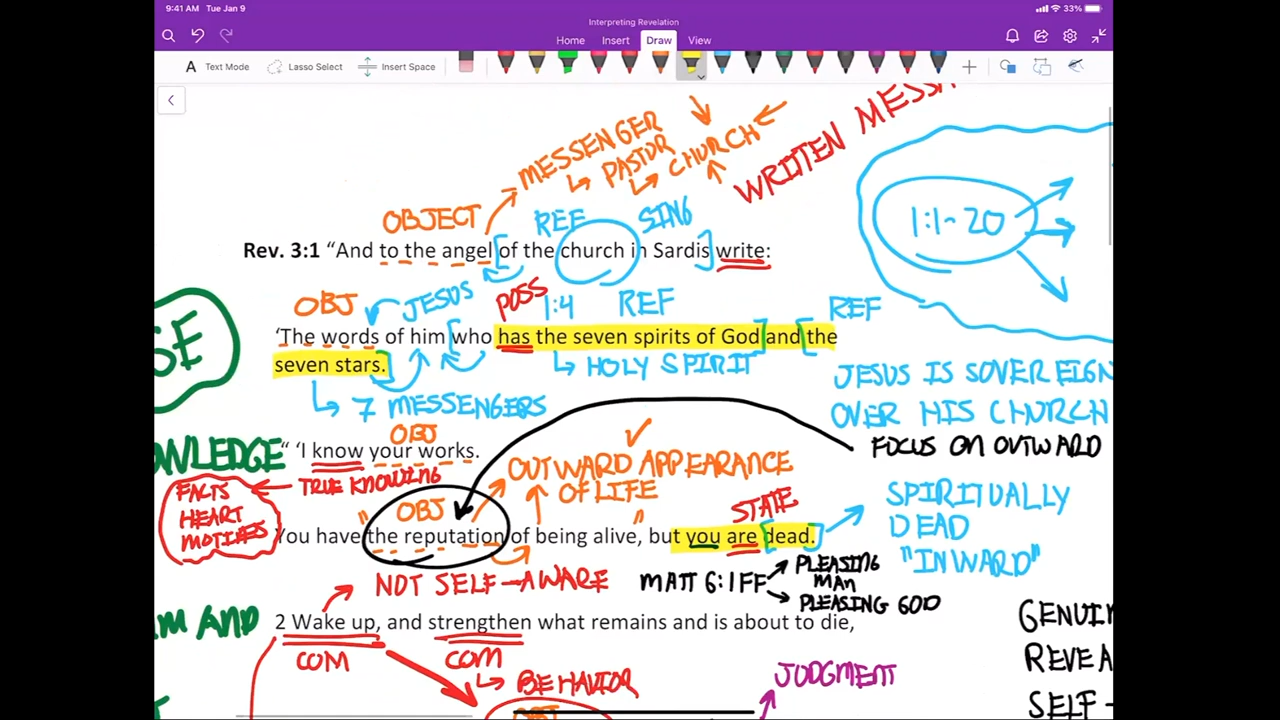 9:41 AM Tue Jan 9
33%
Interpreting Revelation
Home Insert Draw View
A Text Mode Lasso Select Insert Space
MESSENGER
PASTOR
CHURCH
WRITTEN
1:1-20
OBJECT REF SING
Rev. 3:1 “And to the angel [of the church in Sardis] write:
OBJ JESUS POSS 1:4 REF REF
‘The words of him [who has the seven spirits of God] and [the
seven stars.]
HOLY SPIRIT
7 MESSENGERS
JESUS IS SOVEREIGN
OVER HIS CHURCH
FOCUS ON OUTWARD
OBJ
“ ‘I know your works.
TRUE KNOWING
FACTS
HEART
MOTIVES
OUTWARD APPEARANCE
OF LIFE
OBJ
STATE
You have "the reputation of being alive," but you are [dead.]
SPIRITUALLY
DEAD
"INWARD"
NOT SELF-AWARE
MATT 6:1FF
PLEASING
MAN
PLEASING GOD
AND
2 Wake up, and strengthen what remains and is about to die,
COM COM
BEHAVIOR
OBJ
JUDGMENT